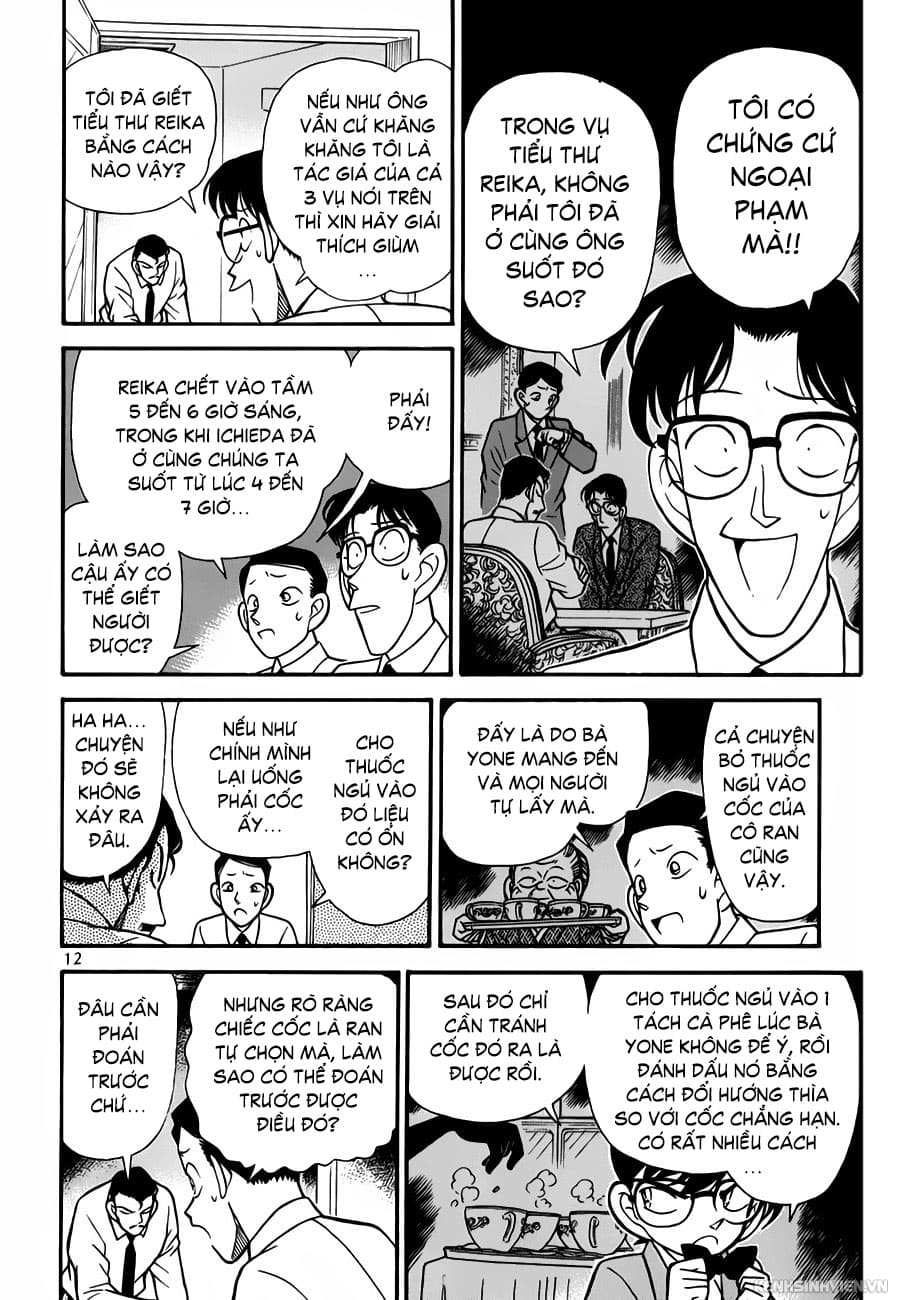 TÔI CÓ
CHỨNG CỨ
NGOẠI
PHẠM
MÀ!!
TRONG VỤ
TIỂU THƯ
REIKA, KHÔNG
PHẢI TÔI ĐÃ
Ở CÙNG ÔNG
SUỐT ĐÓ
SAO?
NẾU NHƯ ÔNG
VẪN CỨ KHĂNG
KHĂNG TÔI LÀ
TÁC GIẢ CỦA CẢ
3 VỤ NÓI TRÊN
THÌ XIN HÃY GIẢI
THÍCH GIÙM
...
TÔI ĐÃ GIẾT
TIỂU THƯ REIKA
BẰNG CÁCH
NÀO VẬY?
PHẢI
ĐẤY!
REIKA CHẾT VÀO TẦM
5 ĐẾN 6 GIỜ SÁNG,
TRONG KHI ICHIEDA ĐÃ
Ở CÙNG CHÚNG TA
SUỐT TỪ LÚC 4 ĐẾN
7 GIỜ...
LÀM SAO
CẬU ẤY CÓ
THỂ GIẾT
NGƯỜI
ĐƯỢC?
CẢ CHUYỆN
BỎ THUỐC
NGỦ VÀO
CỐC CỦA
CÔ RAN
CŨNG
VẬY.
ĐẤY LÀ DO BÀ
YONE MANG ĐẾN
VÀ MỌI NGƯỜI
TỰ LẤY MÀ.
CHO
THUỐC
NGỦ VÀO
ĐÓ LIỆU
CÓ ỔN
KHÔNG?
NẾU NHƯ
CHÍNH MÌNH
LẠI UỐNG
PHẢI CỐC
ẤY...
HA HA...
CHUYỆN
ĐÓ SẼ
KHÔNG
XẢY RA
ĐÂU.
12
CHO THUỐC NGỦ VÀO 1
TÁCH CÀ PHÊ LÚC BÀ
YONE KHÔNG ĐỂ Ý, RỒI
ĐÁNH DẤU NÓ BẰNG
CÁCH ĐỔI HƯỚNG THÌA
SO VỚI CỐC CHẲNG HẠN.
CÓ RẤT NHIỀU CÁCH
...
SAU ĐÓ CHỈ
CẦN TRÁNH
CỐC ĐÓ RA LÀ
ĐƯỢC RỒI.
NHƯNG RÕ RÀNG
CHIẾC CỐC LÀ RAN
TỰ CHỌN MÀ, LÀM
SAO CÓ THỂ ĐOÁN
TRƯỚC ĐƯỢC
ĐIỀU ĐÓ?
ĐÂU CẦN
PHẢI
ĐOÁN
TRƯỚC
CHỨ...
KENHSINHVIEN.VN